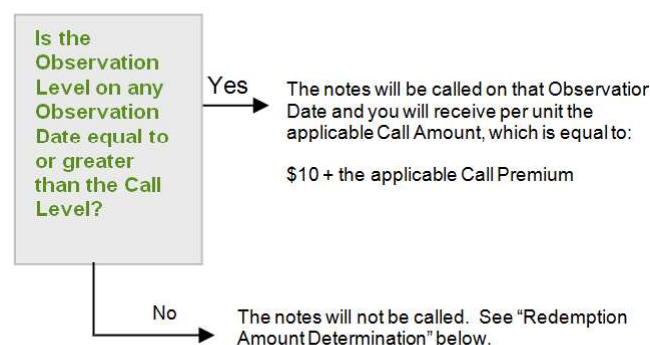 Is the
Observation
Level on any
Observation
Date equal to
or greater
than the Call
Level?
Yes
The notes will be called on that Observation
Date and you will receive per unit the
applicable Call Amount, which is equal to:
$10 + the applicable Call Premium
No
The notes will not be called. See “Redemption
Amount Determination” below.